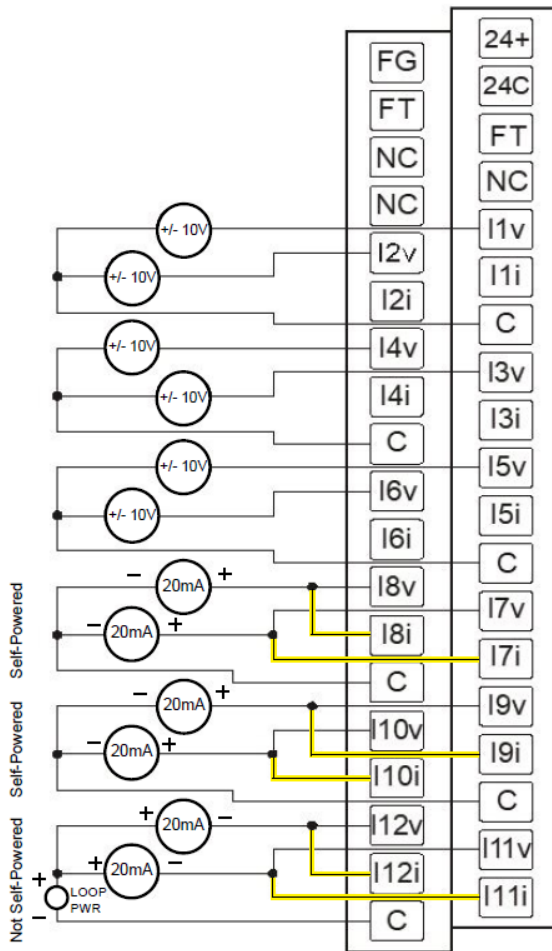 24+
FG
24C
FT
FT
NC
NC
NC
+/- 10V
I1v
I2v
+/- 10V
I1i
I2i
C
+/- 10V
I4v
I3v
+/- 10V
I4i
I3i
C
+/- 10V
I5v
I6v
+/- 10V
I5i
I6i
C
Self-Powered
- 20mA +
I8v
I7v
- 20mA +
I8i
I7i
C
Self-Powered
- 20mA +
I9v
I10v
- 20mA +
I9i
I10i
C
Not Self-Powered
+ 20mA -
I12v
I11v
+ 20mA -
I12i
+
LOOP
PWR
-
I11i
C